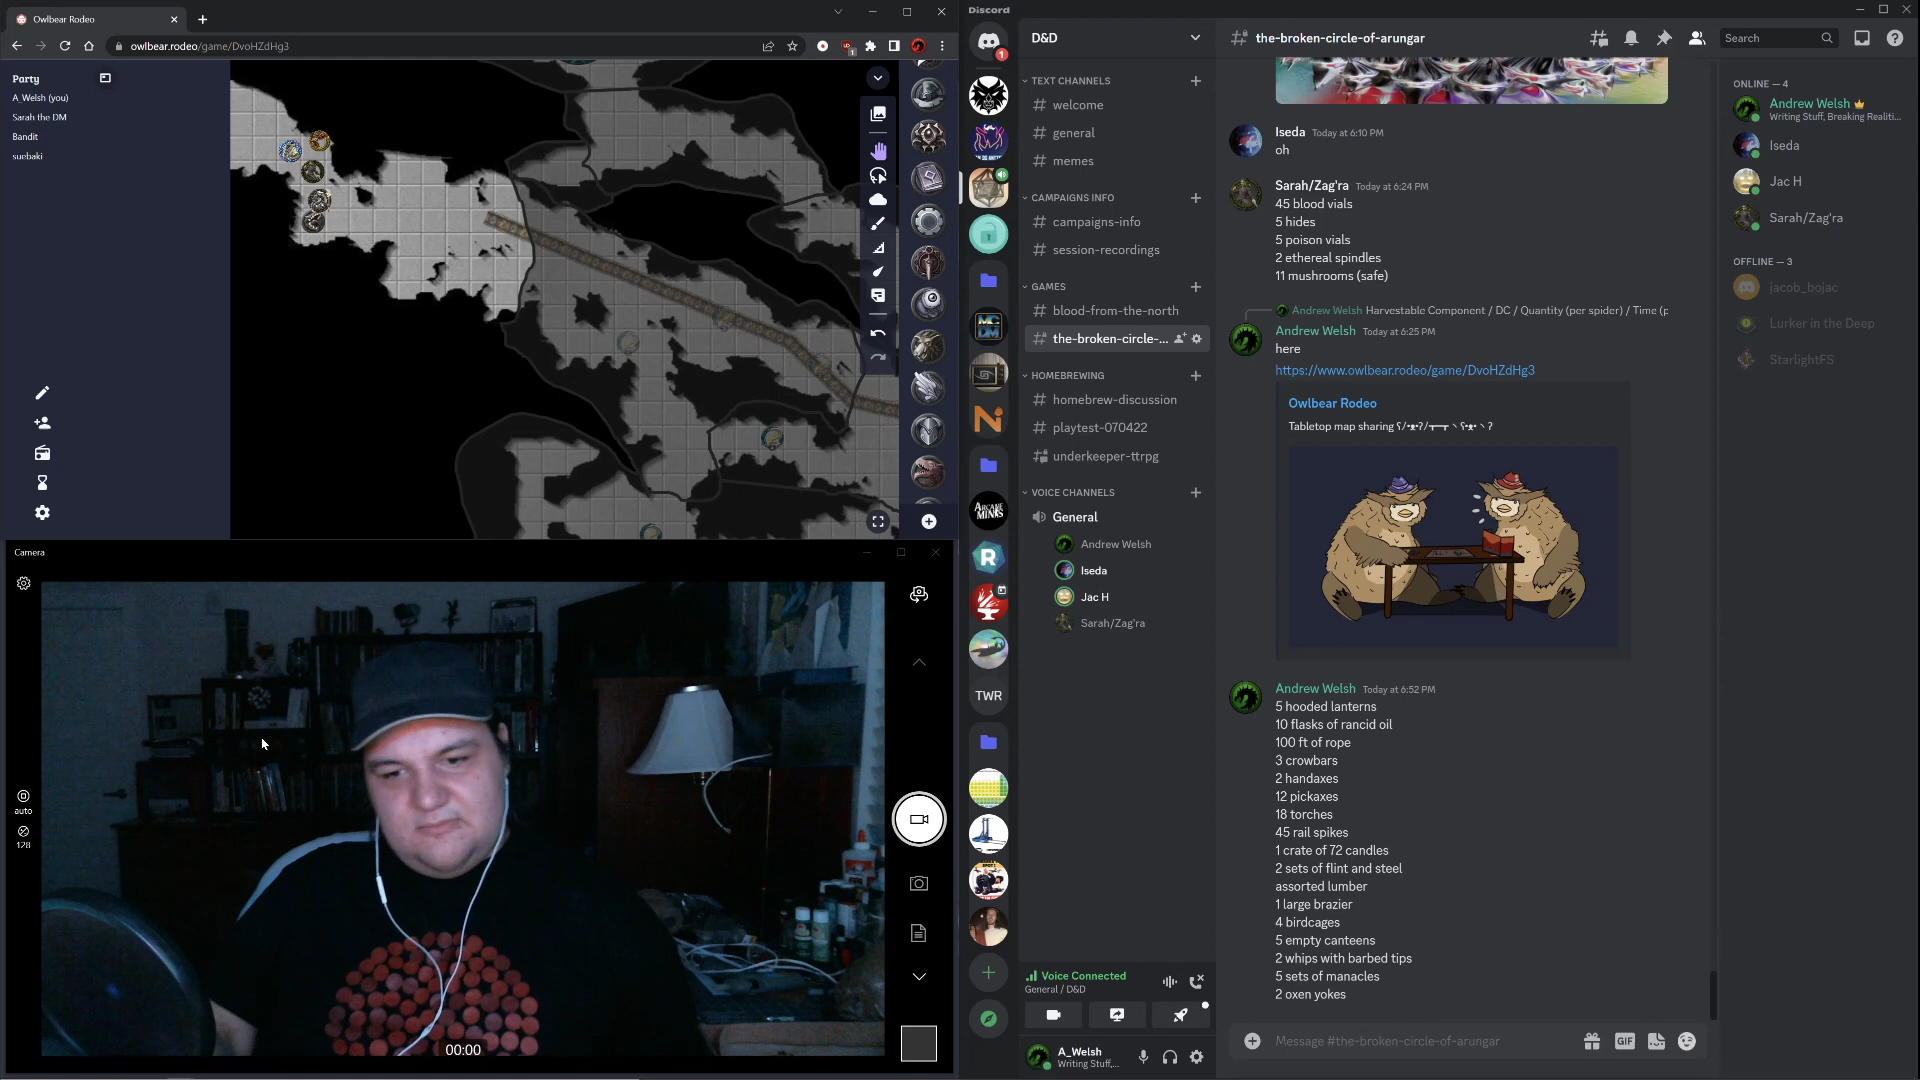 Owlbear Rodeo
owlbear.rodeo/game/DvoHZdHg3
Party
A_Welsh (you)
Sarah the DM
Bandit
suebaki
Camera
auto
128
00:00
Discord
D&D
TEXT CHANNELS
welcome
general
memes
CAMPAIGNS INFO
campaigns-info
session-recordings
GAMES
blood-from-the-north
the-broken-circle-...
HOMEBREWING
homebrew-discussion
playtest-070422
underkeeper-ttrpg
VOICE CHANNELS
General
Andrew Welsh
Iseda
Jac H
Sarah/Zag'ra
Voice Connected
General / D&D
A_Welsh
Writing Stuff,...
1
MCDM
ARCANE MINIS
TWR
the-broken-circle-of-arungar
Search
Iseda Today at 6:10 PM
oh
Sarah/Zag'ra Today at 6:24 PM
45 blood vials
5 hides
5 poison vials
2 ethereal spindles
11 mushrooms (safe)
Andrew Welsh Harvestable Component / DC / Quantity (per spider) / Time (p
Andrew Welsh Today at 6:25 PM
here
https://www.owlbear.rodeo/game/DvoHZdHg3
Owlbear Rodeo
Tabletop map sharing
Andrew Welsh Today at 6:52 PM
5 hooded lanterns
10 flasks of rancid oil
100 ft of rope
3 crowbars
2 handaxes
12 pickaxes
18 torches
45 rail spikes
1 crate of 72 candles
2 sets of flint and steel
assorted lumber
1 large brazier
4 birdcages
5 empty canteens
2 whips with barbed tips
5 sets of manacles
2 oxen yokes
Message #the-broken-circle-of-arungar
GIF
ONLINE — 4
Andrew Welsh
Writing Stuff, Breaking Realiti...
Iseda
Jac H
Sarah/Zag'ra
OFFLINE — 3
jacob_bojac
Lurker in the Deep
StarlightFS